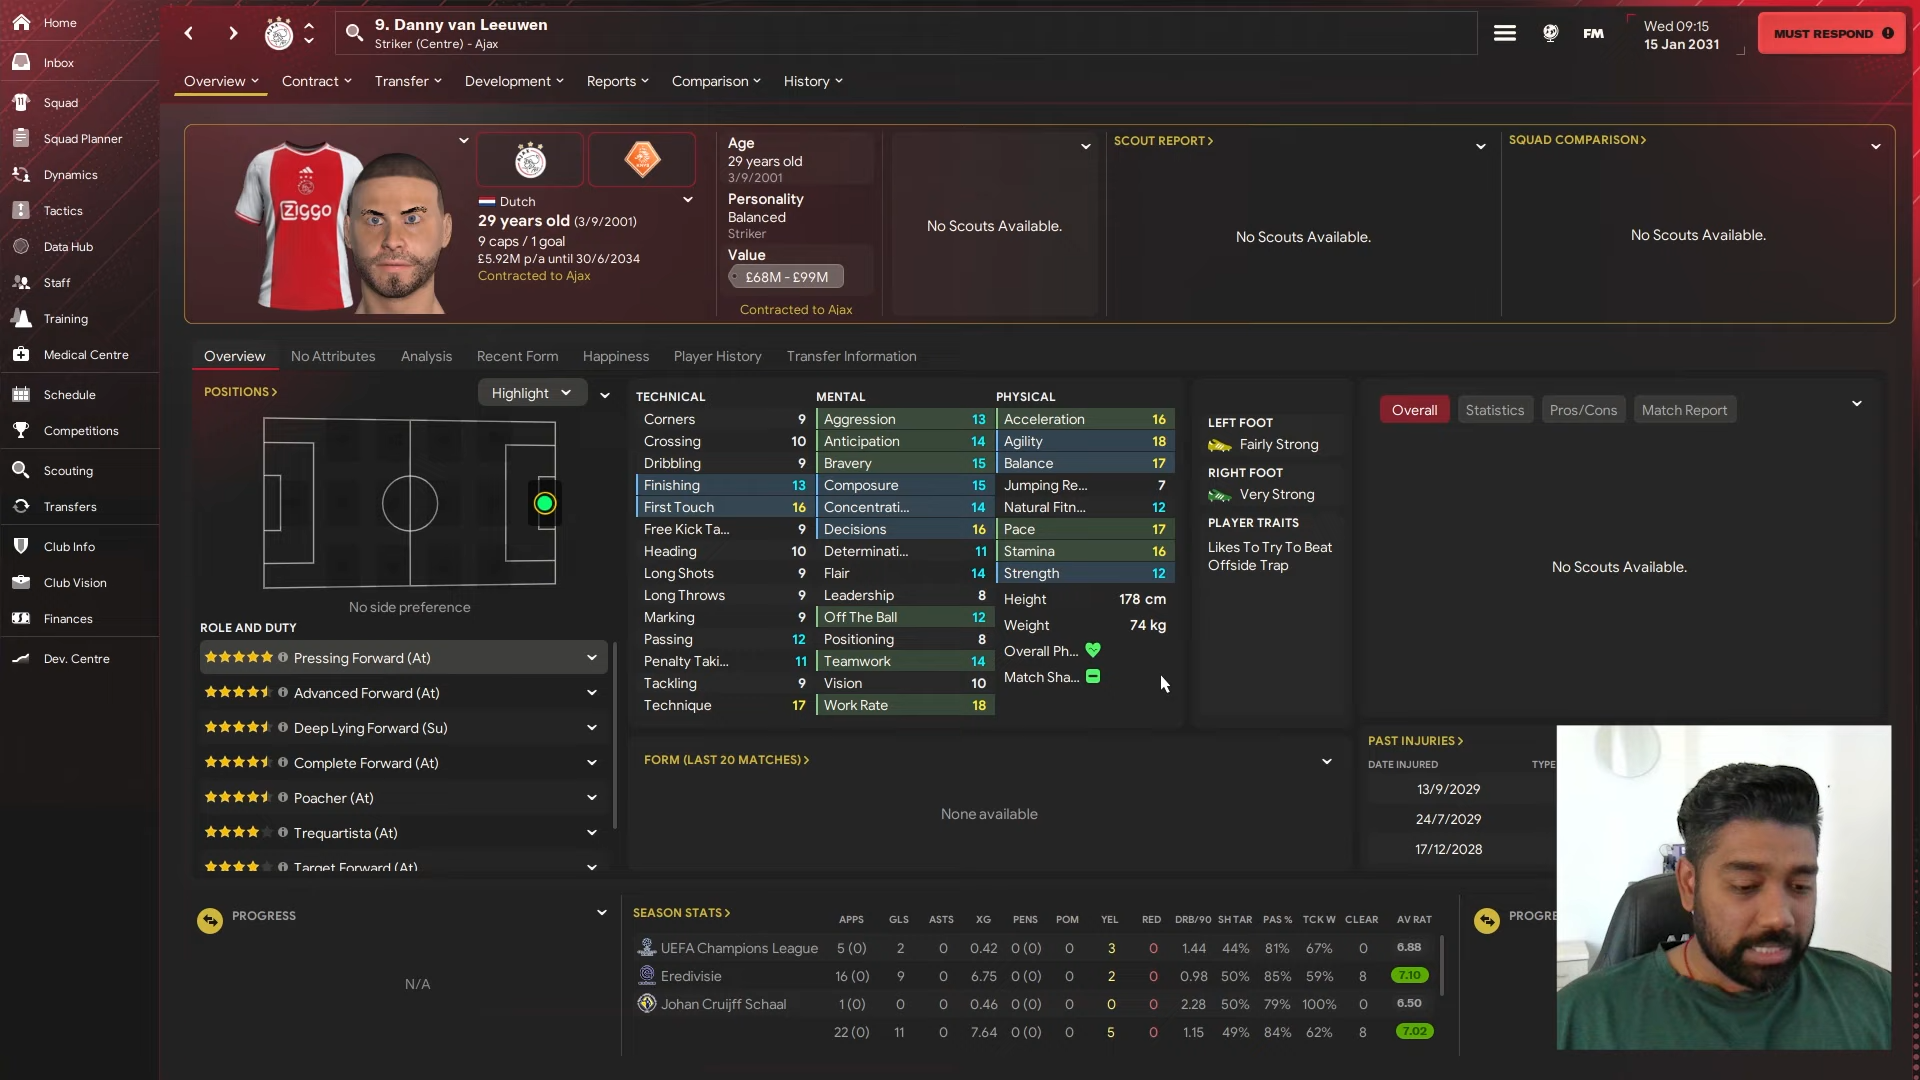 Home
Inbox
Squad
Squad Planner
Dynamics
Tactics
Data Hub
Staff
Training
Medical Centre
Schedule
Competitions
Scouting
Transfers
Club Info
Club Vision
Finances
Dev. Centre
9. Danny van Leeuwen
Striker (Centre) - Ajax
FM
Wed 09:15
15 Jan 2031
MUST RESPOND
Overview Contract Transfer Development Reports Comparison History
Ziggo
Dutch
29 years old (3/9/2001)
9 caps / 1 goal
£5.92M p/a until 30/6/2034
Contracted to Ajax
Age
29 years old
3/9/2001
Personality
Balanced
Striker
Value
£68M - £99M
Contracted to Ajax
No Scouts Available.
SCOUT REPORT >
No Scouts Available.
SQUAD COMPARISON >
No Scouts Available.
Overview No Attributes Analysis Recent Form Happiness Player History Transfer Information
POSITIONS >
Highlight
No side preference
ROLE AND DUTY
Pressing Forward (At)
Advanced Forward (At)
Deep Lying Forward (Su)
Complete Forward (At)
Poacher (At)
Trequartista (At)
Target Forward (At)
TECHNICAL
Corners 9
Crossing 10
Dribbling 9
Finishing 13
First Touch 16
Free Kick Ta... 9
Heading 10
Long Shots 9
Long Throws 9
Marking 9
Passing 12
Penalty Taki... 11
Tackling 9
Technique 17
MENTAL
Aggression 13
Anticipation 14
Bravery 15
Composure 15
Concentrati... 14
Decisions 16
Determinati... 11
Flair 14
Leadership 8
Off The Ball 12
Positioning 8
Teamwork 14
Vision 10
Work Rate 18
PHYSICAL
Acceleration 16
Agility 18
Balance 17
Jumping Re... 7
Natural Fitn... 12
Pace 17
Stamina 16
Strength 12
Height 178 cm
Weight 74 kg
Overall Ph...
Match Sha...
LEFT FOOT
Fairly Strong
RIGHT FOOT
Very Strong
PLAYER TRAITS
Likes To Try To Beat
Offside Trap
Overall Statistics Pros/Cons Match Report
No Scouts Available.
FORM (LAST 20 MATCHES) >
None available
PAST INJURIES >
DATE INJURED TYPE
13/9/2029
24/7/2029
17/12/2028
PROGRESS
N/A
SEASON STATS > APPS GLS ASTS XG PENS POM YEL RED DRB/90 SH TAR PAS % TCK W CLEAR AV RAT
UEFA Champions League 5 (0) 2 0 0.42 0 (0) 0 3 0 1.44 44% 81% 67% 0 6.88
Eredivisie 16 (0) 9 0 6.75 0 (0) 0 2 0 0.98 50% 85% 59% 8 7.10
Johan Cruijff Schaal 1 (0) 0 0 0.46 0 (0) 0 0 0 2.28 50% 79% 100% 0 6.50
22 (0) 11 0 7.64 0 (0) 0 5 0 1.15 49% 84% 62% 8 7.02
PROGRE